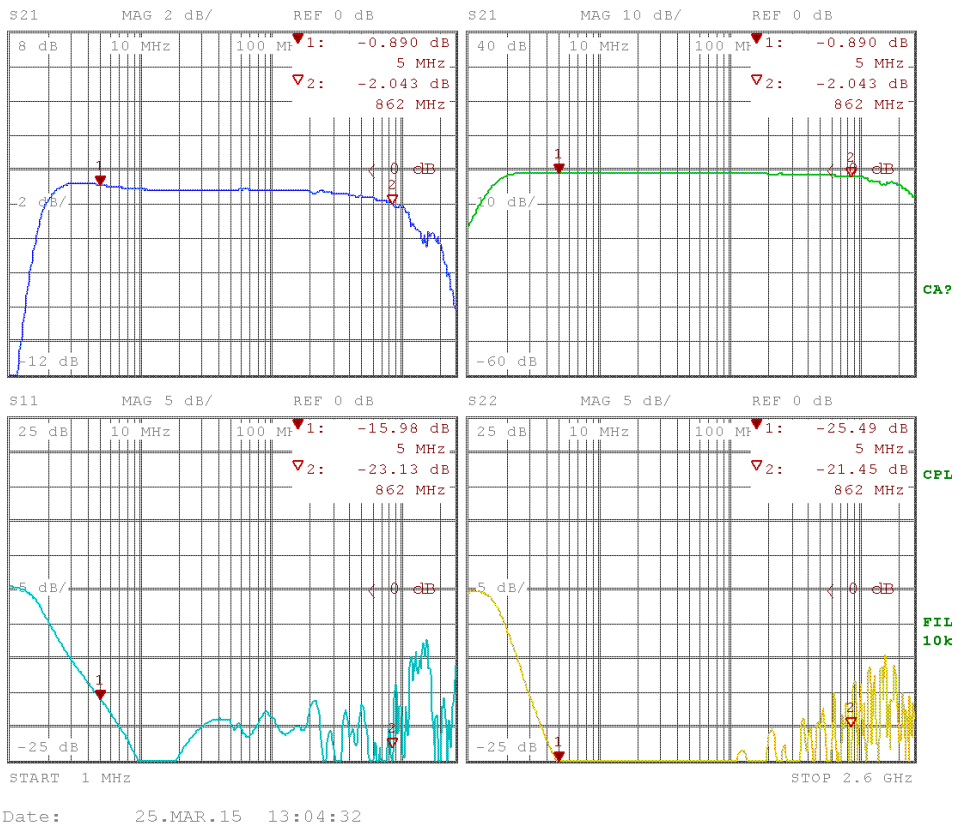 S21 MAG 2 dB/ REF 0 dB
8 dB 10 MHz 100 MH
1: -0.890 dB
5 MHz
2: -2.043 dB
862 MHz
1
0 dB
2
-2 dB/
-12 dB
S21 MAG 10 dB/ REF 0 dB
40 dB 10 MHz 100 MH
1: -0.890 dB
5 MHz
2: -2.043 dB
862 MHz
1
2
0 dB
10 dB/
-60 dB
CA?
S11 MAG 5 dB/ REF 0 dB
25 dB 10 MHz 100 MH
1: -15.98 dB
5 MHz
2: -23.13 dB
862 MHz
5 dB/
0 dB
1
2
-25 dB
S22 MAG 5 dB/ REF 0 dB
25 dB 10 MHz 100 MH
1: -25.49 dB
5 MHz
2: -21.45 dB
862 MHz
CPL
5 dB/
0 dB
FIL
10k
2
1
-25 dB
START 1 MHz STOP 2.6 GHz
Date: 25.MAR.15 13:04:32